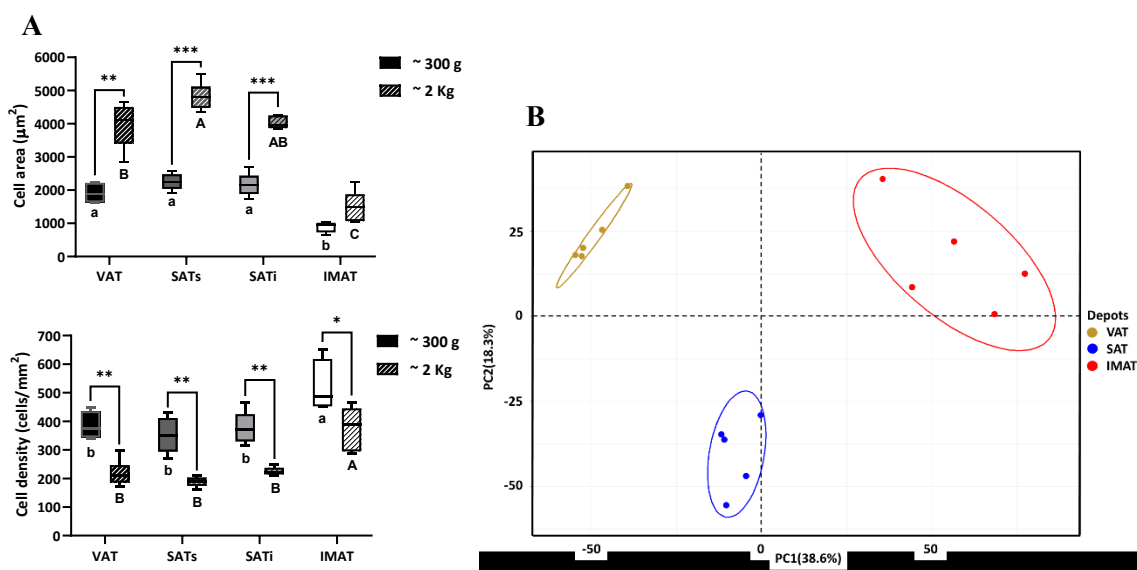 A
Cell area (µm²)
6000
5000
4000
3000
2000
1000
0
**
***
***
a
B
a
A
a
AB
b
C
VAT
SATs
SATi
IMAT
~ 300 g
~ 2 Kg
Cell density (cells/mm²)
700
600
500
400
300
200
100
0
**
**
**
*
b
B
b
B
b
B
a
A
VAT
SATs
SATi
IMAT
~ 300 g
~ 2 Kg
B
PC2(18.3%)
25
0
-25
-50
-50
0
50
PC1(38.6%)
Depots
VAT
SAT
IMAT